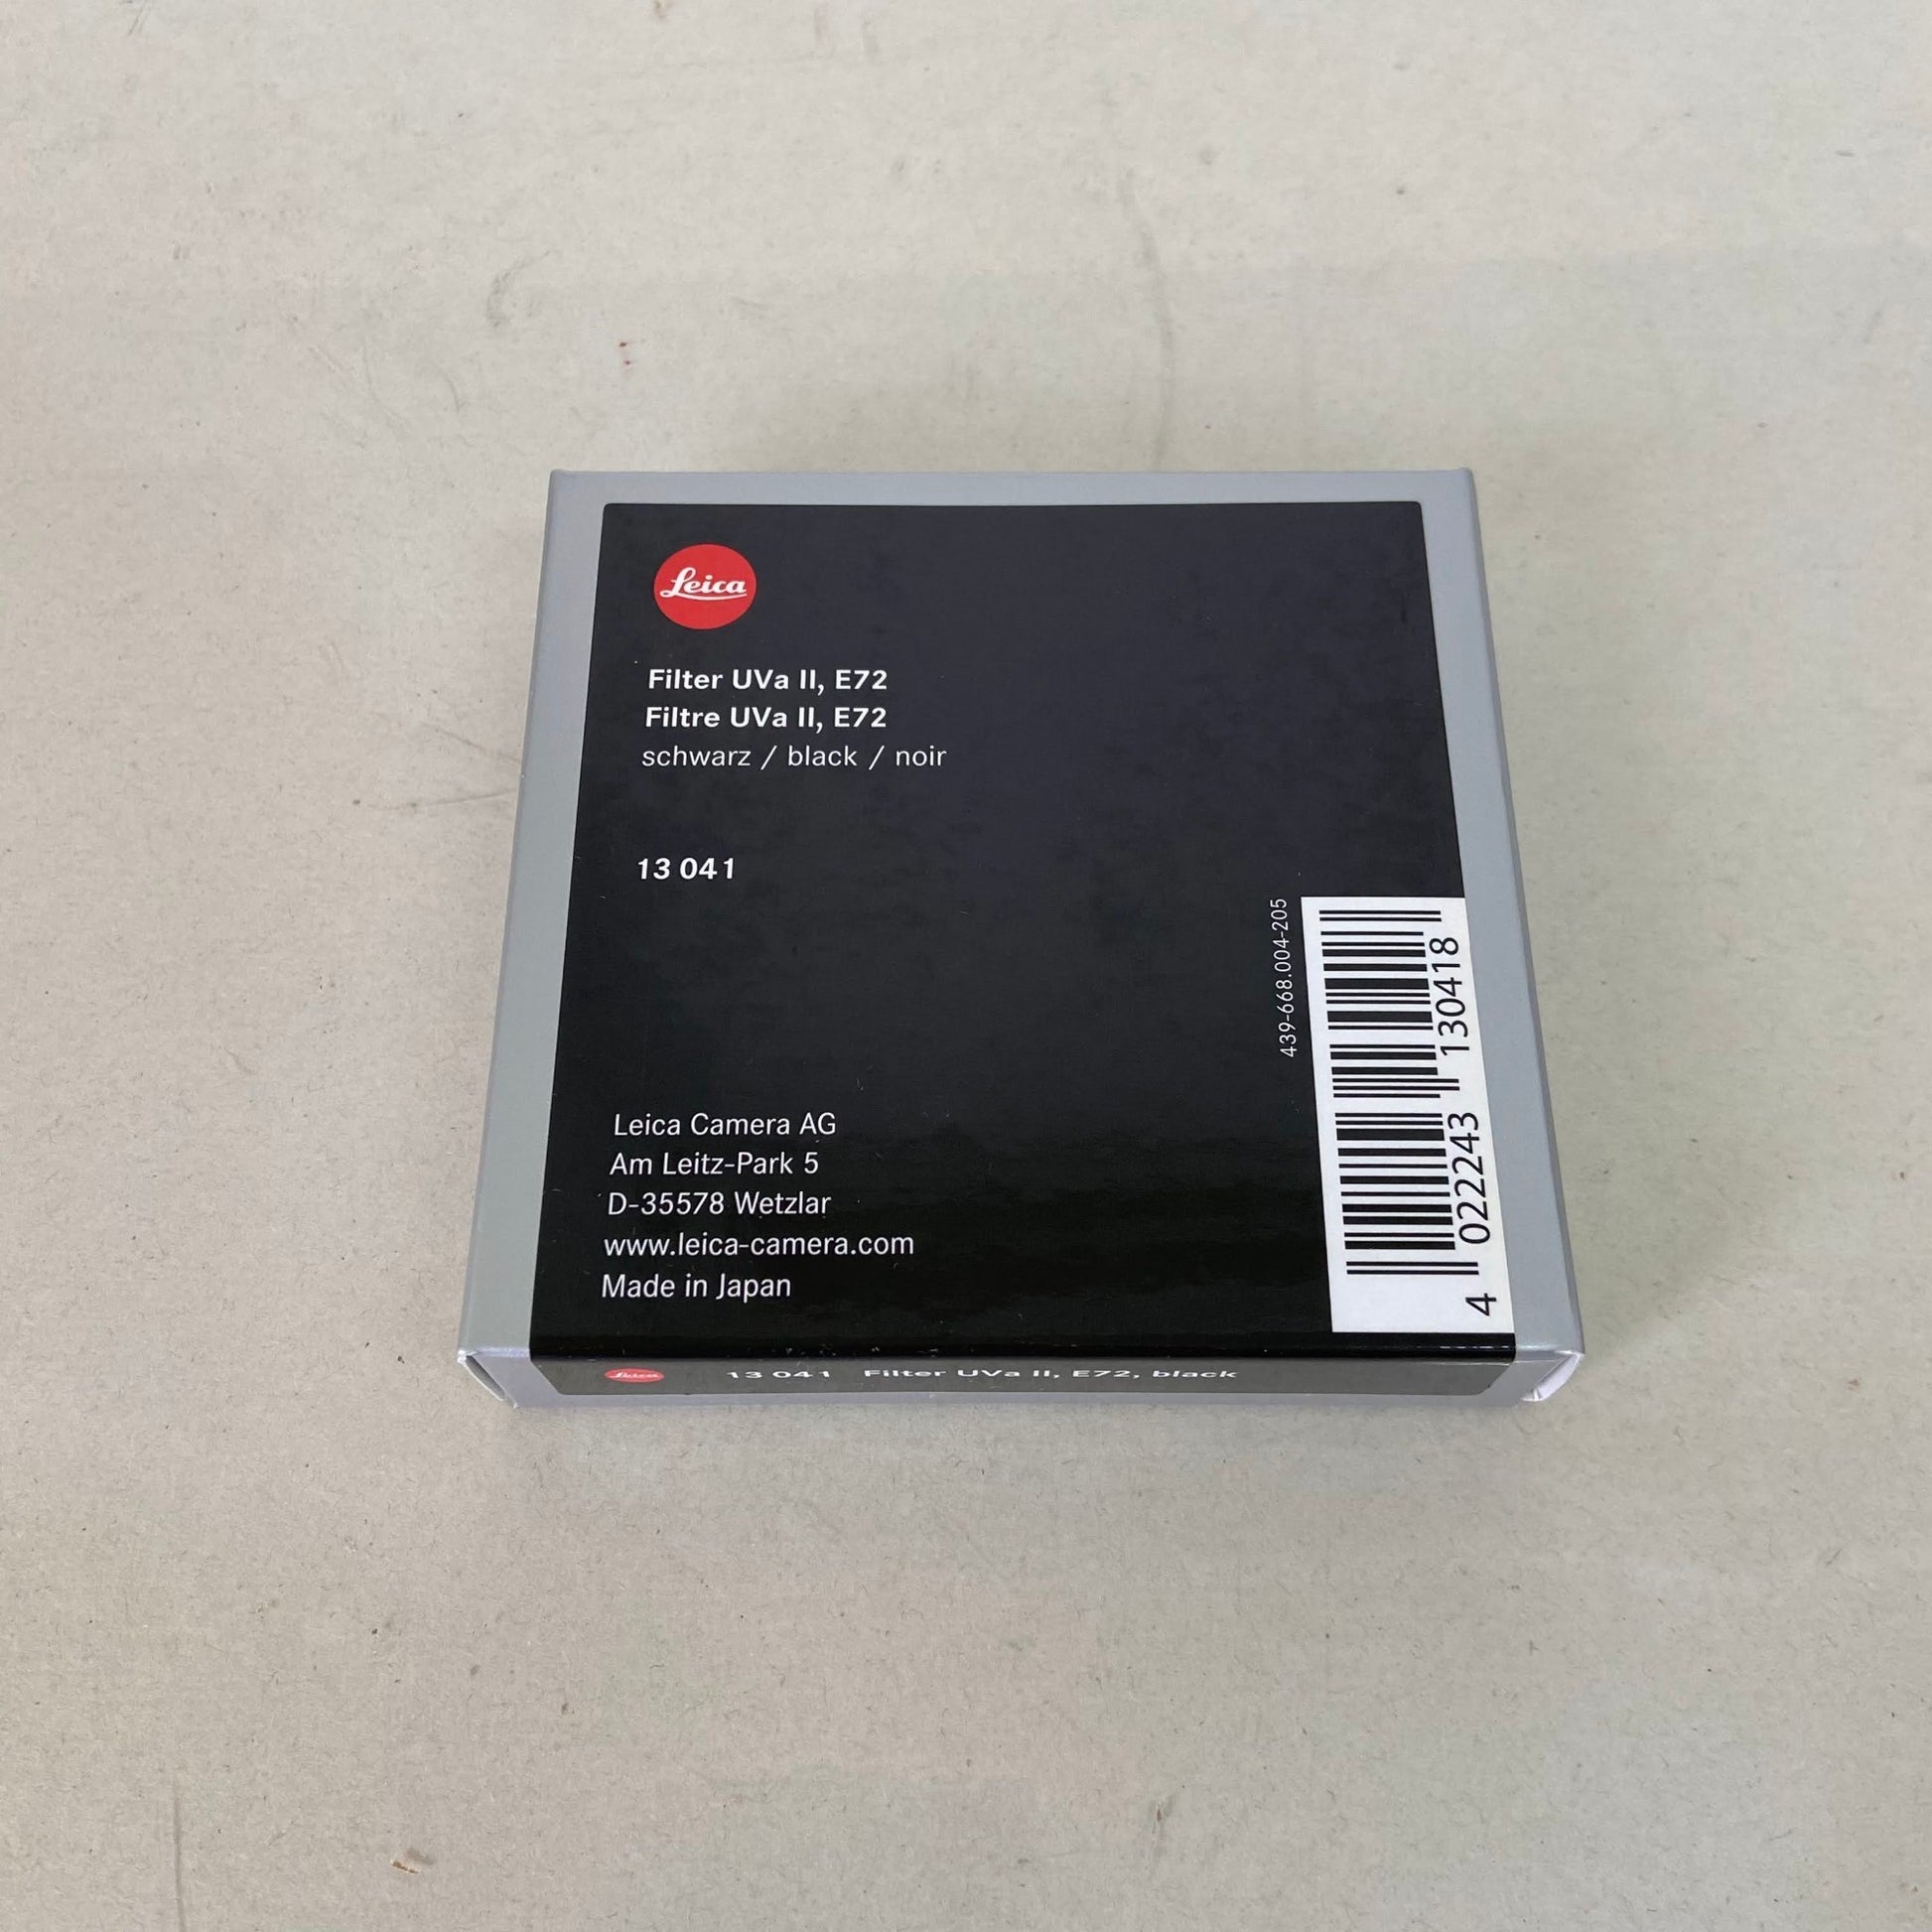 Leica
Filter UVa II, E72
Filtre UVa II, E72
schwarz / black / noir
13 041
439-668.004-205
4 022243 130418
Leica Camera AG
Am Leitz-Park 5
D-35578 Wetzlar
www.leica-camera.com
Made in Japan
Leica 13 041 Filter UVa II, E72, black